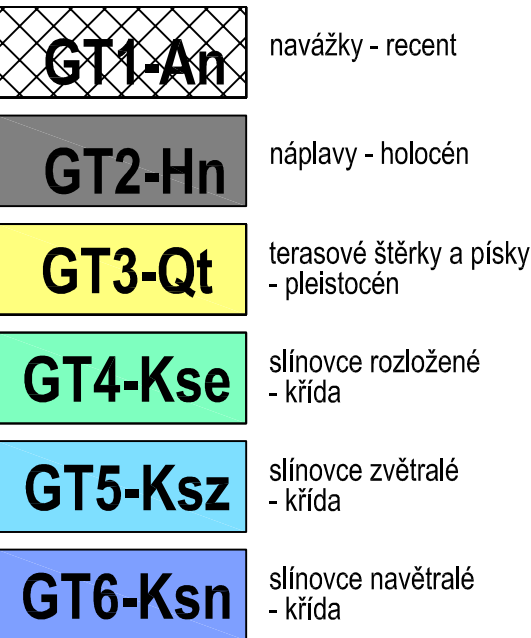 GT1-An navážky - recent
GT2-Hn náplavy - holocén
GT3-Qt terasové štěrky a písky
- pleistocén
GT4-Kse slínovce rozložené
- křída
GT5-Ksz slínovce zvětralé
- křída
GT6-Ksn slínovce navětralé
- křída